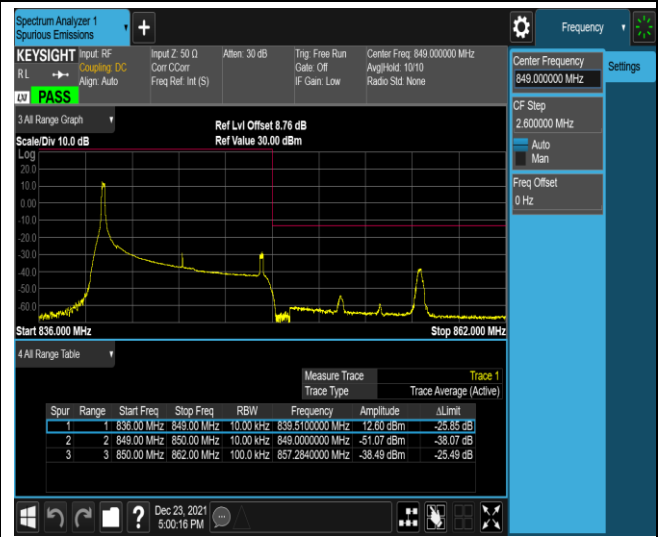 Spectrum Analyzer 1
Spurious Emissions
+
Frequency
KEYSIGHT
RL
Input: RF
Coupling: DC
Align: Auto
Input Z: 50 Ω
Corr CCorr
Freq Ref: Int (S)
Atten: 30 dB
Trig: Free Run
Gate: Off
IF Gain: Low
Center Freq: 849.000000 MHz
Avg|Hold: 10/10
Radio Std: None
LXI PASS
Center Frequency
849.000000 MHz
Settings
CF Step
2.600000 MHz
Auto
Man
Freq Offset
0 Hz
3 All Range Graph
Scale/Div 10.0 dB
Ref Lvl Offset 8.76 dB
Ref Value 30.00 dBm
Log
20.0
10.0
0.00
-10.0
-20.0
-30.0
-40.0
-50.0
-60.0
Start 836.000 MHz Stop 862.000 MHz
4 All Range Table
Measure Trace Trace 1
Trace Type Trace Average (Active)
Spur Range Start Freq Stop Freq RBW Frequency Amplitude ΔLimit
1 1 836.00 MHz 849.00 MHz 10.00 kHz 839.5100000 MHz 12.60 dBm -25.85 dB
2 2 849.00 MHz 850.00 MHz 10.00 kHz 849.0000000 MHz -51.07 dBm -38.07 dB
3 3 850.00 MHz 862.00 MHz 100.0 kHz 857.2840000 MHz -38.49 dBm -25.49 dB
?
Dec 23, 2021
5:00:16 PM